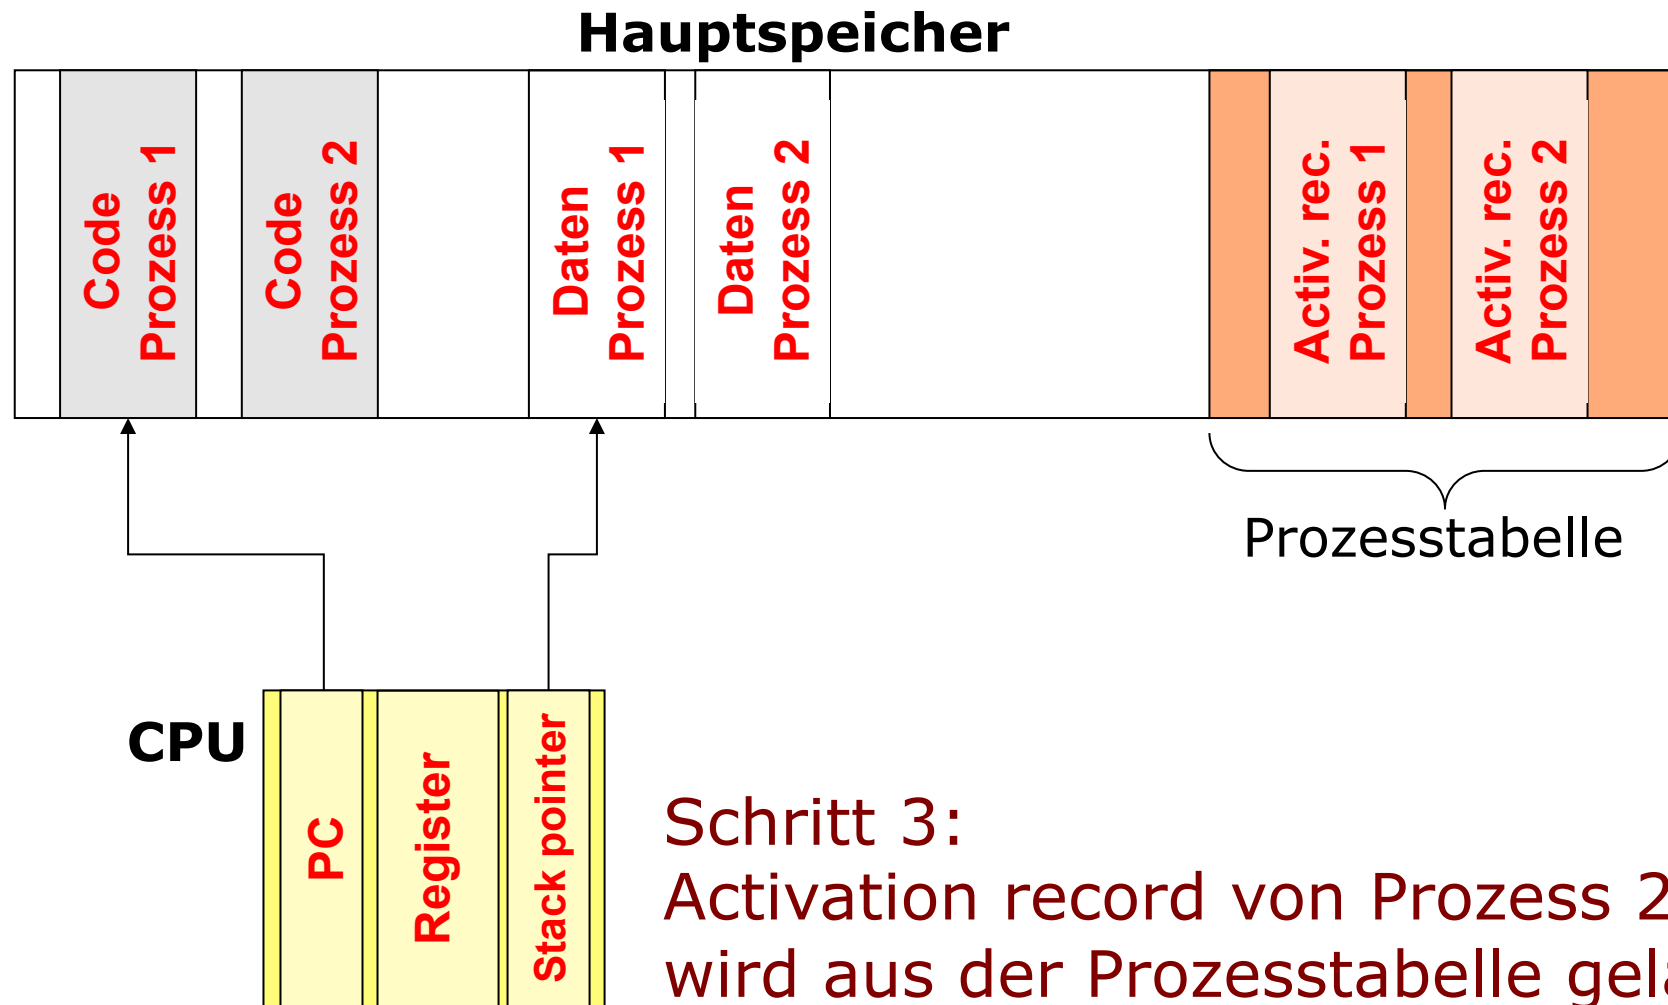 Hauptspeicher
Code
Prozess 1
Code
Prozess 2
Daten
Prozess 1
Daten
Prozess 2
Activ. rec.
Prozess 1
Activ. rec.
Prozess 2
Prozesstabelle
CPU
PC
Register
Stack pointer
Schritt 3:
Activation record von Prozess 2
wird aus der Prozesstabelle